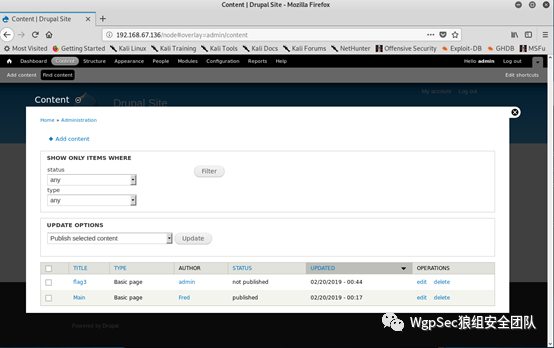 Content | Drupal Site - Mozilla Firefox
Content | Drupal Site
192.168.67.136/node#overlay=admin/content
Most Visited Getting Started Kali Linux Kali Training Kali Tools Kali Docs Kali Forums NetHunter Offensive Security Exploit-DB GHDB MSFu
Dashboard Content Structure Appearance People Modules Configuration Reports Help Hello admin Log out
Add content Find content Edit shortcuts
My account Log out
Content
Drupal Site
Home » Administration
Add content
SHOW ONLY ITEMS WHERE
status
any
Filter
type
any
UPDATE OPTIONS
Publish selected content Update
TITLE TYPE AUTHOR STATUS UPDATED OPERATIONS
flag3 Basic page admin not published 02/20/2019 - 00:44 edit delete
Main Basic page Fred published 02/20/2019 - 00:17 edit delete
Powered by Drupal
WgpSec狼组安全团队